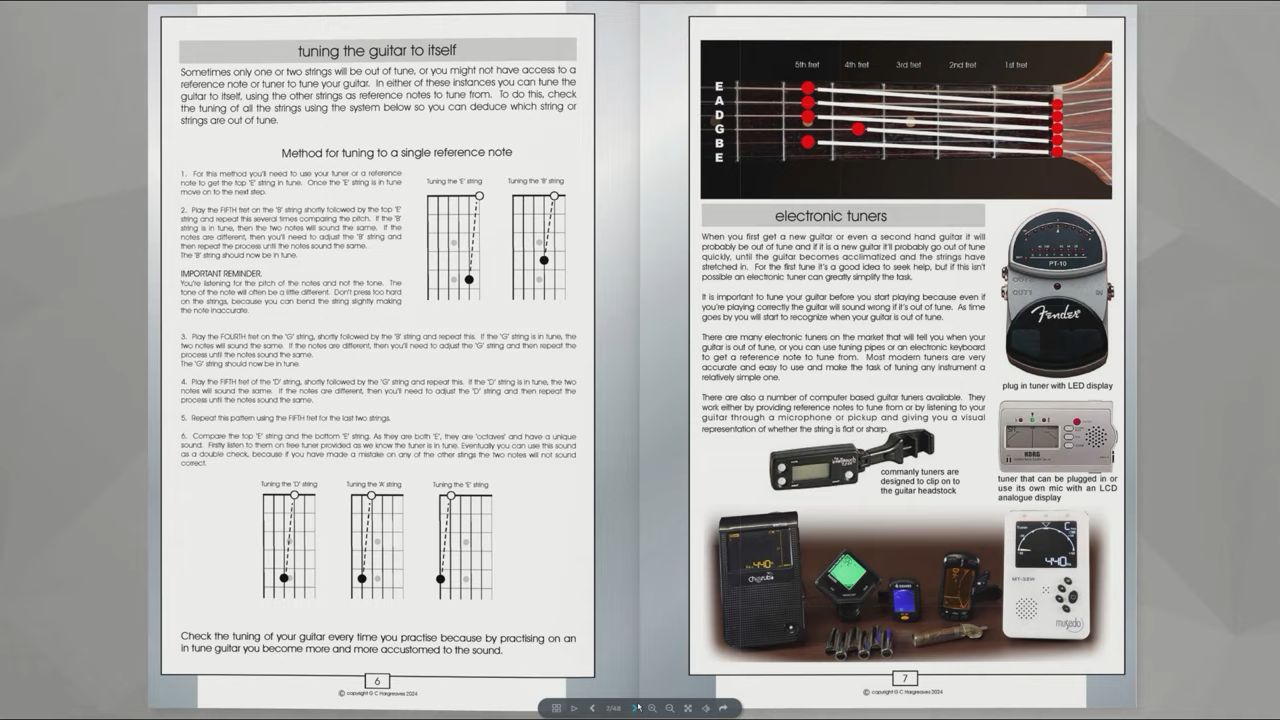 tuning the guitar to itself
Sometimes only one or two strings will be out of tune, or you might not have access to a
reference note or tuner to tune your guitar. In either of these instances you can tune the
guitar to itself, using the other strings as reference notes to tune from. To do this, check
the tuning of all the strings using the system below so you can deduce which string or
strings are out of tune.
Method for tuning to a single reference note
1. For this method you'll need to use your tuner or a reference
note to get the top 'E' string in tune. Once the 'E' string is in tune
move on to the next step.
2. Play the FIFTH fret on the 'B' string shortly followed by the top 'E'
string and repeat this several times comparing the pitch. If the 'B'
string is in tune, then the two notes will sound the same. If the
notes are different, then you'll need to adjust the 'B' string and
then repeat the process until the notes sound the same.
The 'B' string should now be in tune.
IMPORTANT REMINDER.
You're listening for the pitch of the notes and not the tone. The
tone of the note will often be a little different. Don't press too hard
on the strings, because you can bend the string slightly making
the note inaccurate.
Tuning the 'E' string
Tuning the 'B' string
3. Play the FOURTH fret on the 'G' string, shortly followed by the 'B' string and repeat this. If the 'G' string is in tune, the
two notes will sound the same. If the notes are different, then you'll need to adjust the 'G' string and then repeat the
process until the notes sound the same.
The 'G' string should now be in tune.
4. Play the FIFTH fret of the 'D' string, shortly followed by the 'G' string and repeat this. If the 'D' string is in tune, the two
notes will sound the same. If the notes are different, then you'll need to adjust the 'D' string and then repeat the
process until the notes sound the same.
5. Repeat this pattern using the FIFTH fret for the last two strings.
6. Compare the top 'E' string and the bottom 'E' string. As they are both 'E', they are 'octaves' and have a unique
sound. Firstly listen to them on free tuner provided as we know the tuner is in tune. Eventually you can use this sound
as a double check, because if you have made a mistake on any of the other stings the two notes will not sound
correct.
Tuning the 'D' string
Tuning the 'A' string
Tuning the 'E' string
Check the tuning of your guitar every time you practise because by practising on an
in tune guitar you become more and more accustomed to the sound.
6
© copyright G C Hargreaves 2024
5th fret 4th fret 3rd fret 2nd fret 1st fret
E
A
D
G
B
E
electronic tuners
When you first get a new guitar or even a second hand guitar it will
probably be out of tune and if it is a new guitar it'll probably go out of tune
quickly, until the guitar becomes acclimatized and the strings have
stretched in. For the first tune it's a good idea to seek help, but if this isn't
possible an electronic tuner can greatly simplify the task.
It is important to tune your guitar before you start playing because even if
you're playing correctly the guitar will sound wrong if it's out of tune. As time
goes by you will start to recognize when your guitar is out of tune.
There are many electronic tuners on the market that will tell you when your
guitar is out of tune, or you can use tuning pipes or an electronic keyboard
to get a reference note to tune from. Most modern tuners are very
accurate and easy to use and make the task of tuning any instrument a
relatively simple one.
There are also a number of computer based guitar tuners available. They
work either by providing reference notes to tune from or by listening to your
guitar through a microphone or pickup and giving you a visual
representation of whether the string is flat or sharp.
PT-10
OUT1
IN
Fender
plug in tuner with LED display
KORG
tuner that can be plugged in or
use its own mic with an LCD
analogue display
commanly tuners are
designed to clip on to
the guitar headstock
440
cherub
C
440
MT-32W
musedo
7
© copyright G C Hargreaves 2024
7/48